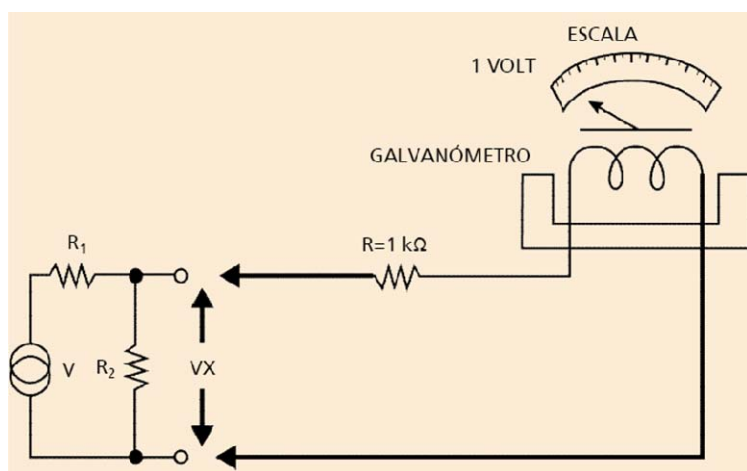 ESCALA
1 VOLT
GALVANÓMETRO
R₁
R=1 kΩ
V
R₂
VX